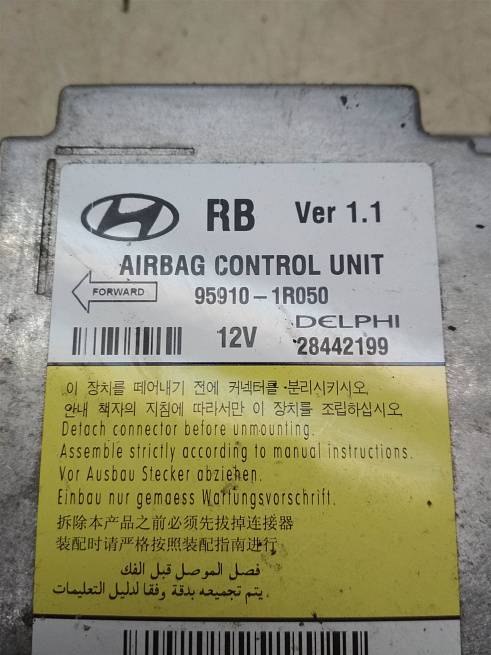 RB Ver 1.1
AIRBAG CONTROL UNIT
FORWARD
95910-1R050
12V DELPHI
28442199
이 장치를 떼어내기 전에 커넥터를 분리시키시오.
안내 책자의 지침에 따라서만 이 장치를 조립하십시오.
Detach connector before unmounting.
Assemble strictly according to manual instructions.
Vor Ausbau Stecker abziehen.
Einbau nur gemaess Wartungsvorschrift.
拆除本产品之前必须先拔掉连接器
装配时请严格按照装配指南进行
فصل الموصل قبل الفك
يتم تجميعه بدقة وفقا لدليل التعليمات.